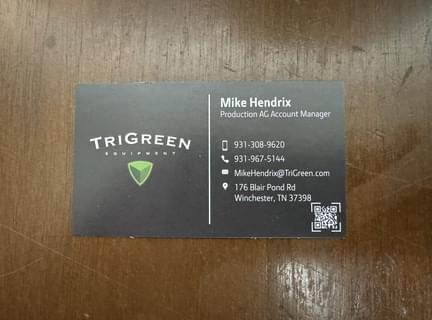 TRIGREEN
EQUIPMENT
Mike Hendrix
Production AG Account Manager
931-308-9620
931-967-5144
MikeHendrix@TriGreen.com
176 Blair Pond Rd
Winchester, TN 37398